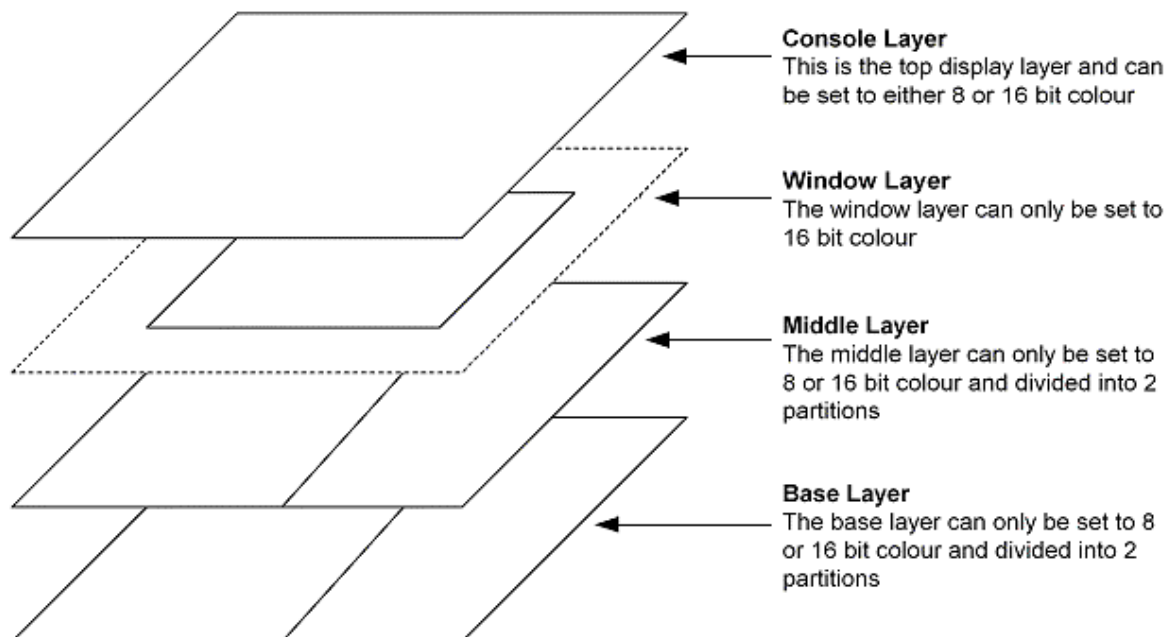 Console Layer
This is the top display layer and can
be set to either 8 or 16 bit colour
Window Layer
The window layer can only be set to
16 bit colour
Middle Layer
The middle layer can only be set to
8 or 16 bit colour and divided into 2
partitions
Base Layer
The base layer can only be set to 8
or 16 bit colour and divided into 2
partitions